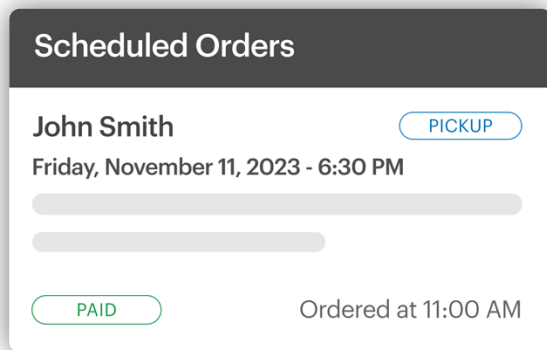 Scheduled Orders
John Smith
PICKUP
Friday, November 11, 2023 - 6:30 PM
PAID
Ordered at 11:00 AM